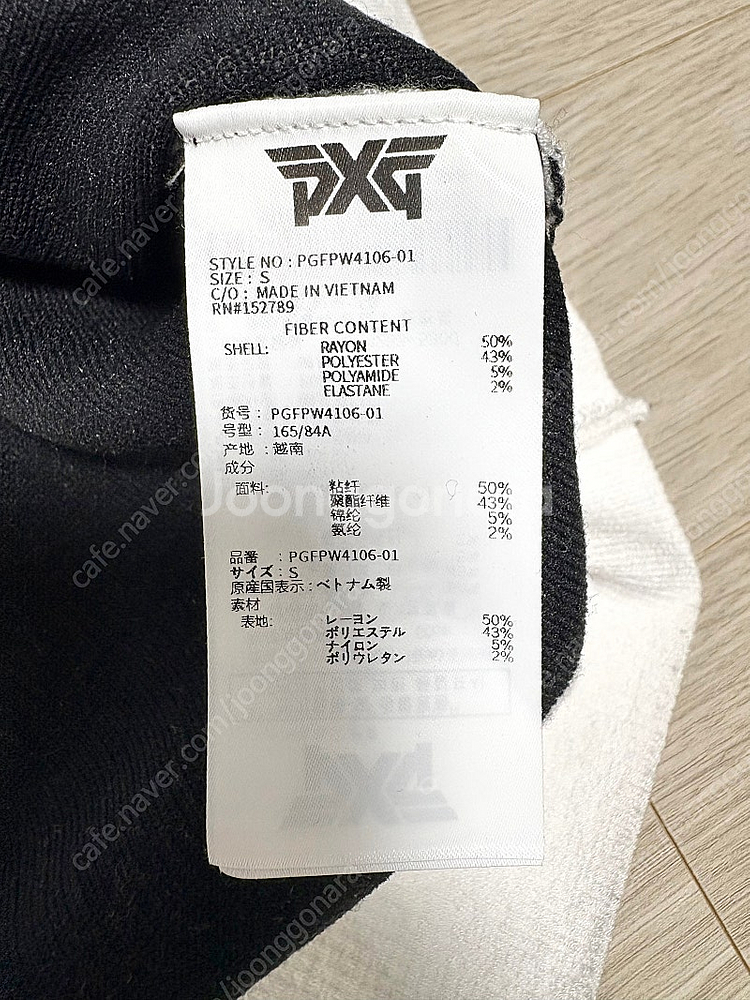 PXG
STYLE NO : PGFPW4106-01
SIZE : S
C/O : MADE IN VIETNAM
RN#152789
FIBER CONTENT
SHELL: RAYON 50%
POLYESTER 43%
POLYAMIDE 5%
ELASTANE 2%
货号 : PGFPW4106-01
号型 : 165/84A
产地 : 越南
成分
面料: 粘纤 50%
聚酯纤维 43%
锦纶 5%
氨纶 2%
品番 : PGFPW4106-01
サイズ : S
原産国表示 : ベトナム製
素材
表地: レーヨン 50%
ポリエステル 43%
ナイロン 5%
ポリウレタン 2%
Joonggonara
cafe.naver.com/joonggonara